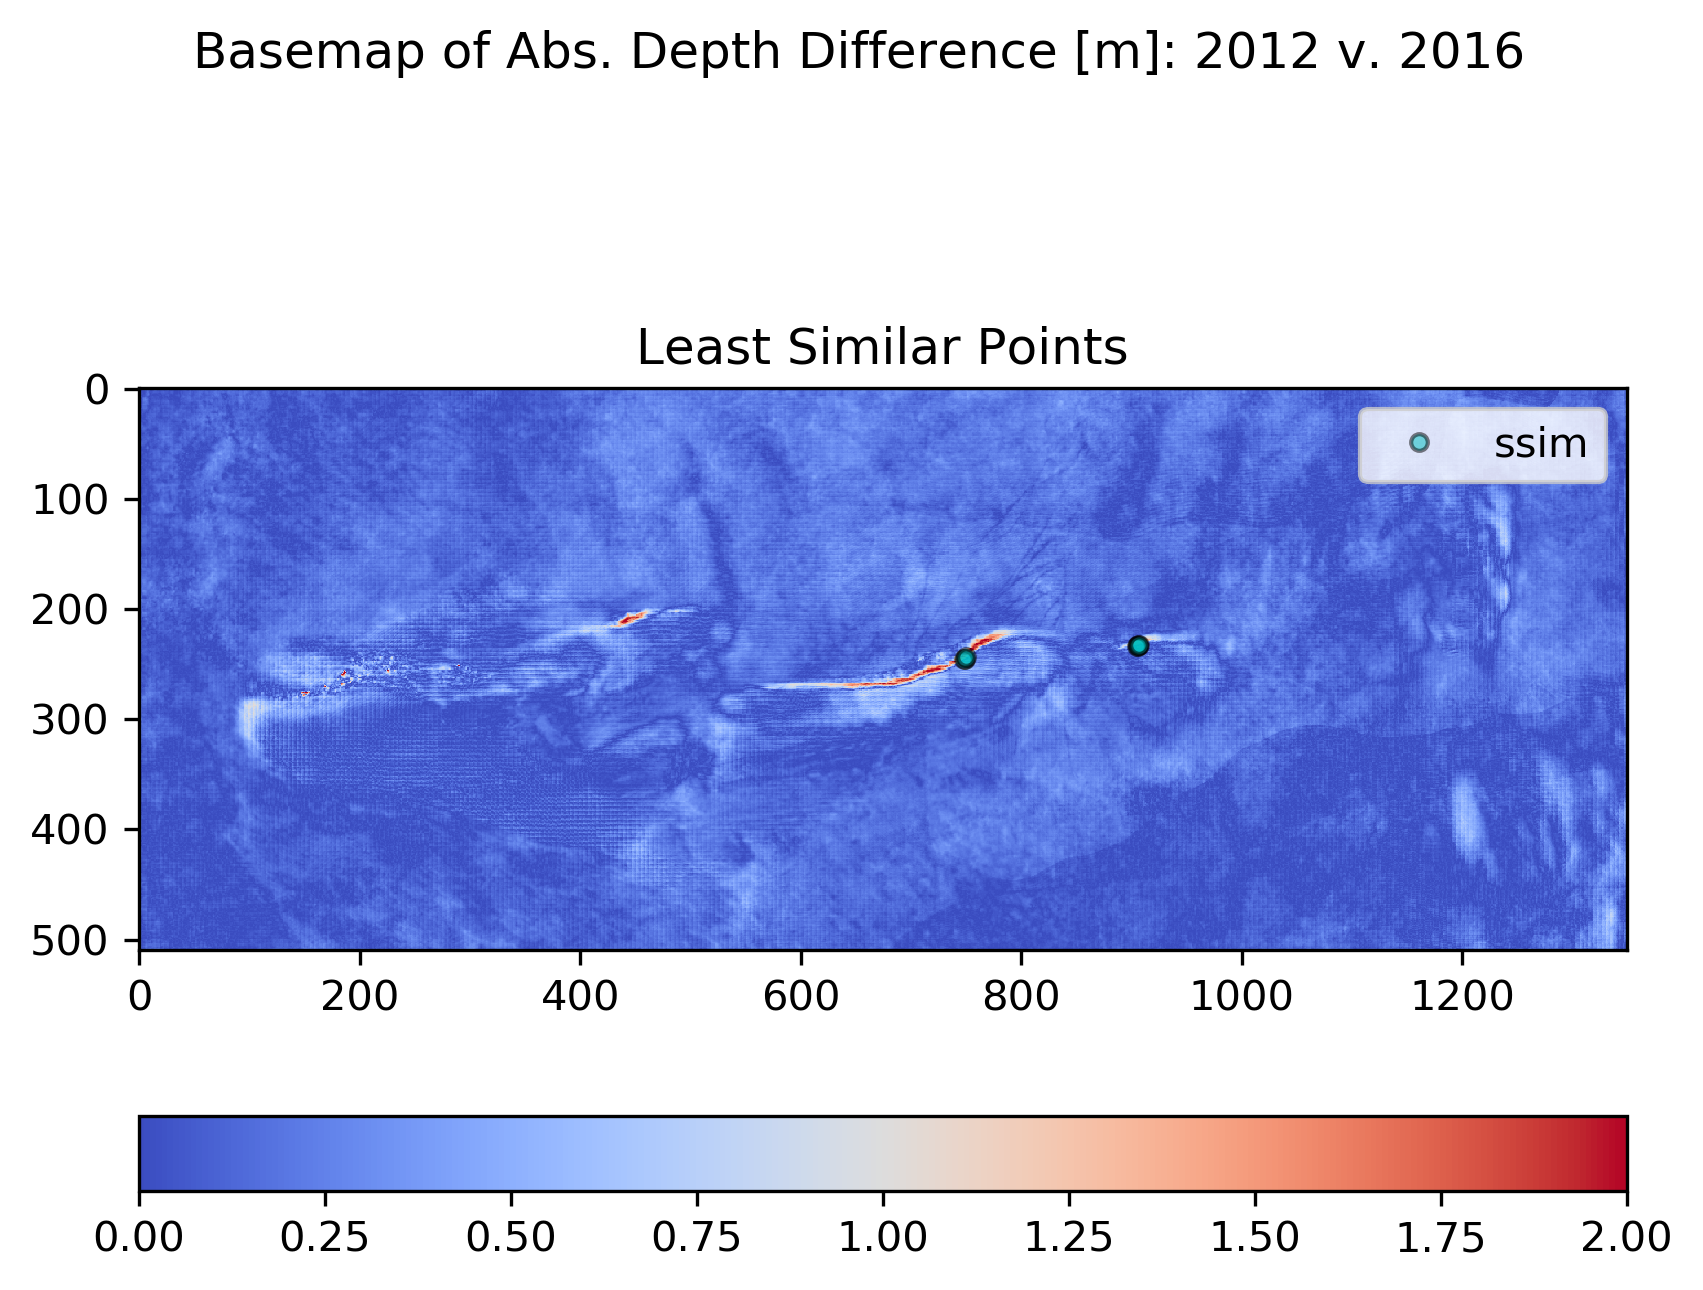 Basemap of Abs. Depth Difference [m]: 2012 v. 2016
Least Similar Points
ssim
0
100
200
300
400
500
0 200 400 600 800 1000 1200
0.00 0.25 0.50 0.75 1.00 1.25 1.50 1.75 2.00